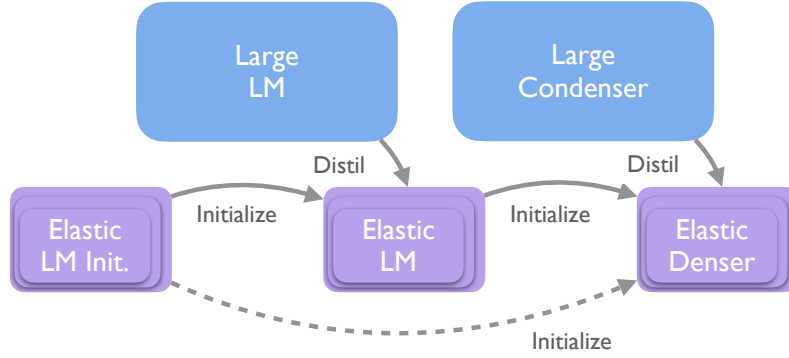 Large
LM
Large
Condenser
Distil
Distil
Elastic
LM Init.
Initialize
Elastic
LM
Initialize
Elastic
Denser
Initialize